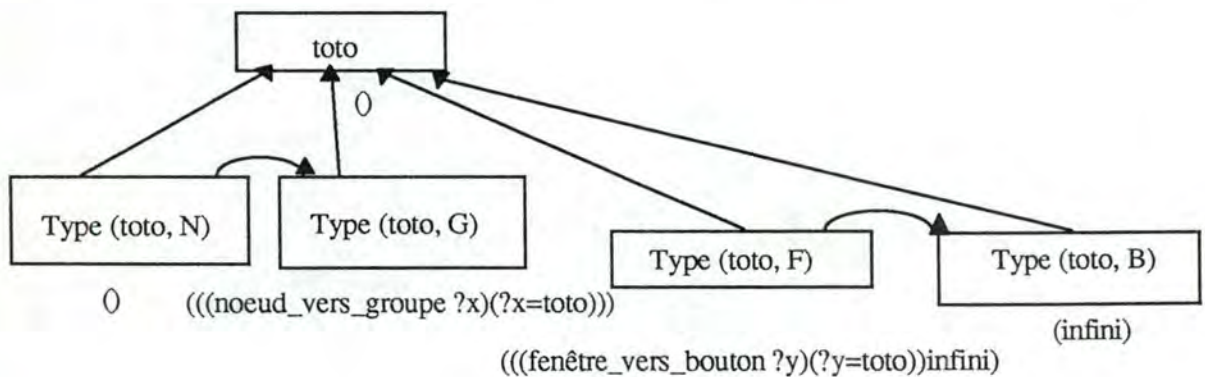 toto
()
Type (toto, N)
Type (toto, G)
Type (toto, F)
Type (toto, B)
()
(((noeud_vers_groupe ?x)(?x=toto)))
(infini)
(((fenêtre_vers_bouton ?y)(?y=toto))infini)